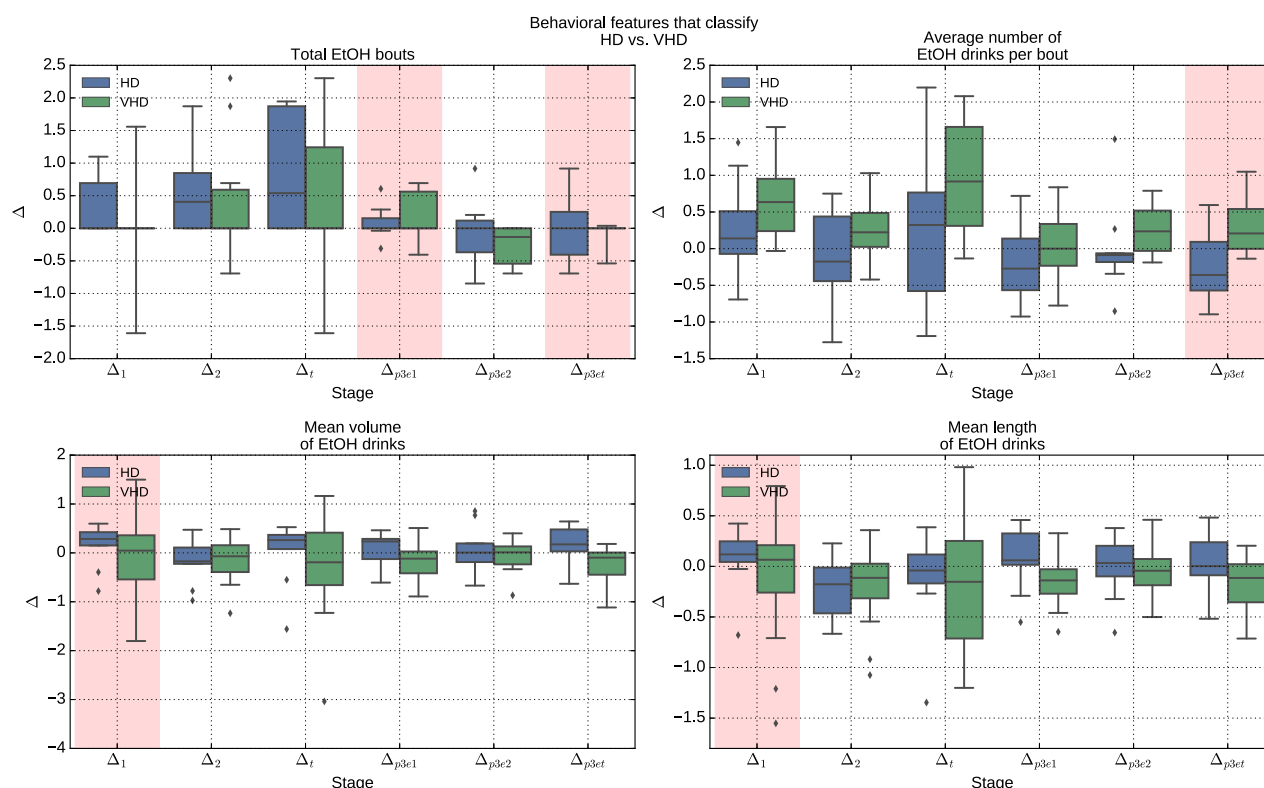 Behavioral features that classify
HD vs. VHD
Total EtOH bouts
2.5
2.0
1.5
1.0
0.5
0.0
−0.5
−1.0
−1.5
−2.0
Δ
HD
VHD
Δ1
Δ2
Δt
Δp3e1
Δp3e2
Δp3et
Stage
Average number of
EtOH drinks per bout
2.5
2.0
1.5
1.0
0.5
0.0
−0.5
−1.0
−1.5
HD
VHD
Δ1
Δ2
Δt
Δp3e1
Δp3e2
Δp3et
Stage
Mean volume
of EtOH drinks
2
1
0
−1
−2
−3
−4
Δ
HD
VHD
Δ1
Δ2
Δt
Δp3e1
Δp3e2
Δp3et
Stage
Mean length
of EtOH drinks
1.0
0.5
0.0
−0.5
−1.0
−1.5
HD
VHD
Δ1
Δ2
Δt
Δp3e1
Δp3e2
Δp3et
Stage